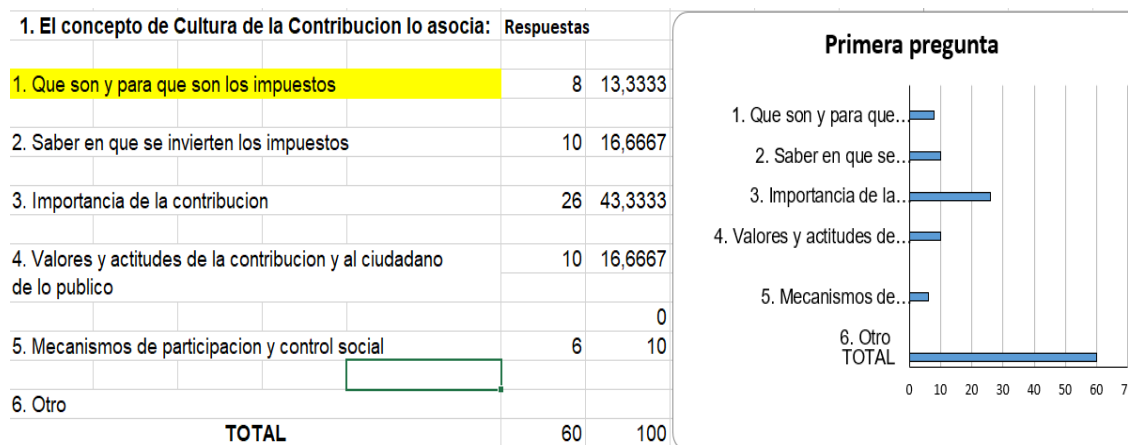 1. El concepto de Cultura de la Contribucion lo asocia: Respuestas
1. Que son y para que son los impuestos 8 13,3333
2. Saber en que se invierten los impuestos 10 16,6667
3. Importancia de la contribucion 26 43,3333
4. Valores y actitudes de la contribucion y al ciudadano 10 16,6667
de lo publico
0
5. Mecanismos de participacion y control social 6 10
6. Otro
TOTAL 60 100
Primera pregunta
1. Que son y para que...
2. Saber en que se...
3. Importancia de la...
4. Valores y actitudes de...
5. Mecanismos de...
6. Otro
TOTAL
0 10 20 30 40 50 60